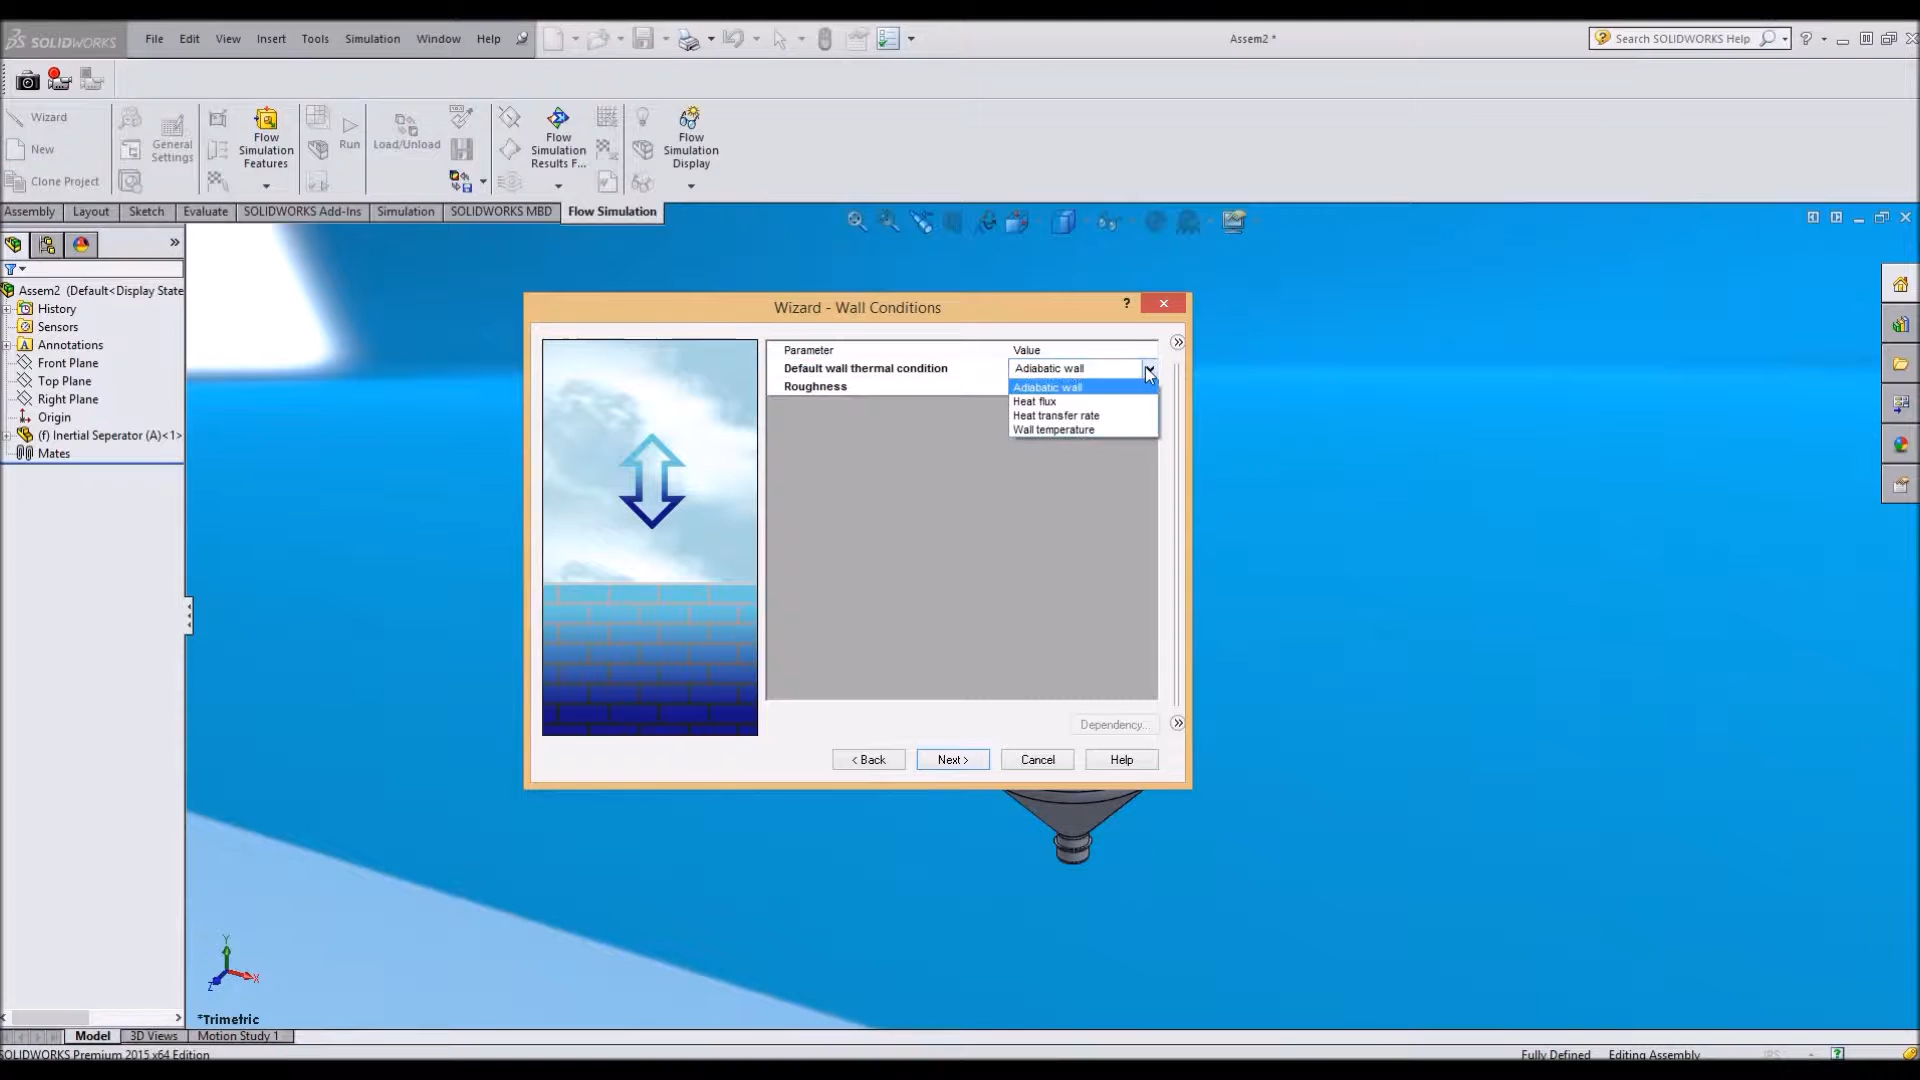 SOLIDWORKS
File Edit View Insert Tools Simulation Window Help
Assem2 *
Search SOLIDWORKS Help
Wizard
New
Clone Project
General Settings
Flow Simulation Features
Run
Load/Unload
Flow Simulation Results F...
Flow Simulation Display
Assembly Layout Sketch Evaluate SOLIDWORKS Add-Ins Simulation SOLIDWORKS MBD Flow Simulation
Assem2 (Default<Display State
History
Sensors
Annotations
Front Plane
Top Plane
Right Plane
Origin
(f) Inertial Seperator (A)<1>
Mates
Wizard - Wall Conditions
?
Parameter Value
Default wall thermal condition Adiabatic wall
Roughness
Adiabatic wall
Heat flux
Heat transfer rate
Wall temperature
Dependency...
< Back Next > Cancel Help
Y
X
Z
*Trimetric
Model 3D Views Motion Study 1
SOLIDWORKS Premium 2015 x64 Edition
Fully Defined Editing Assembly